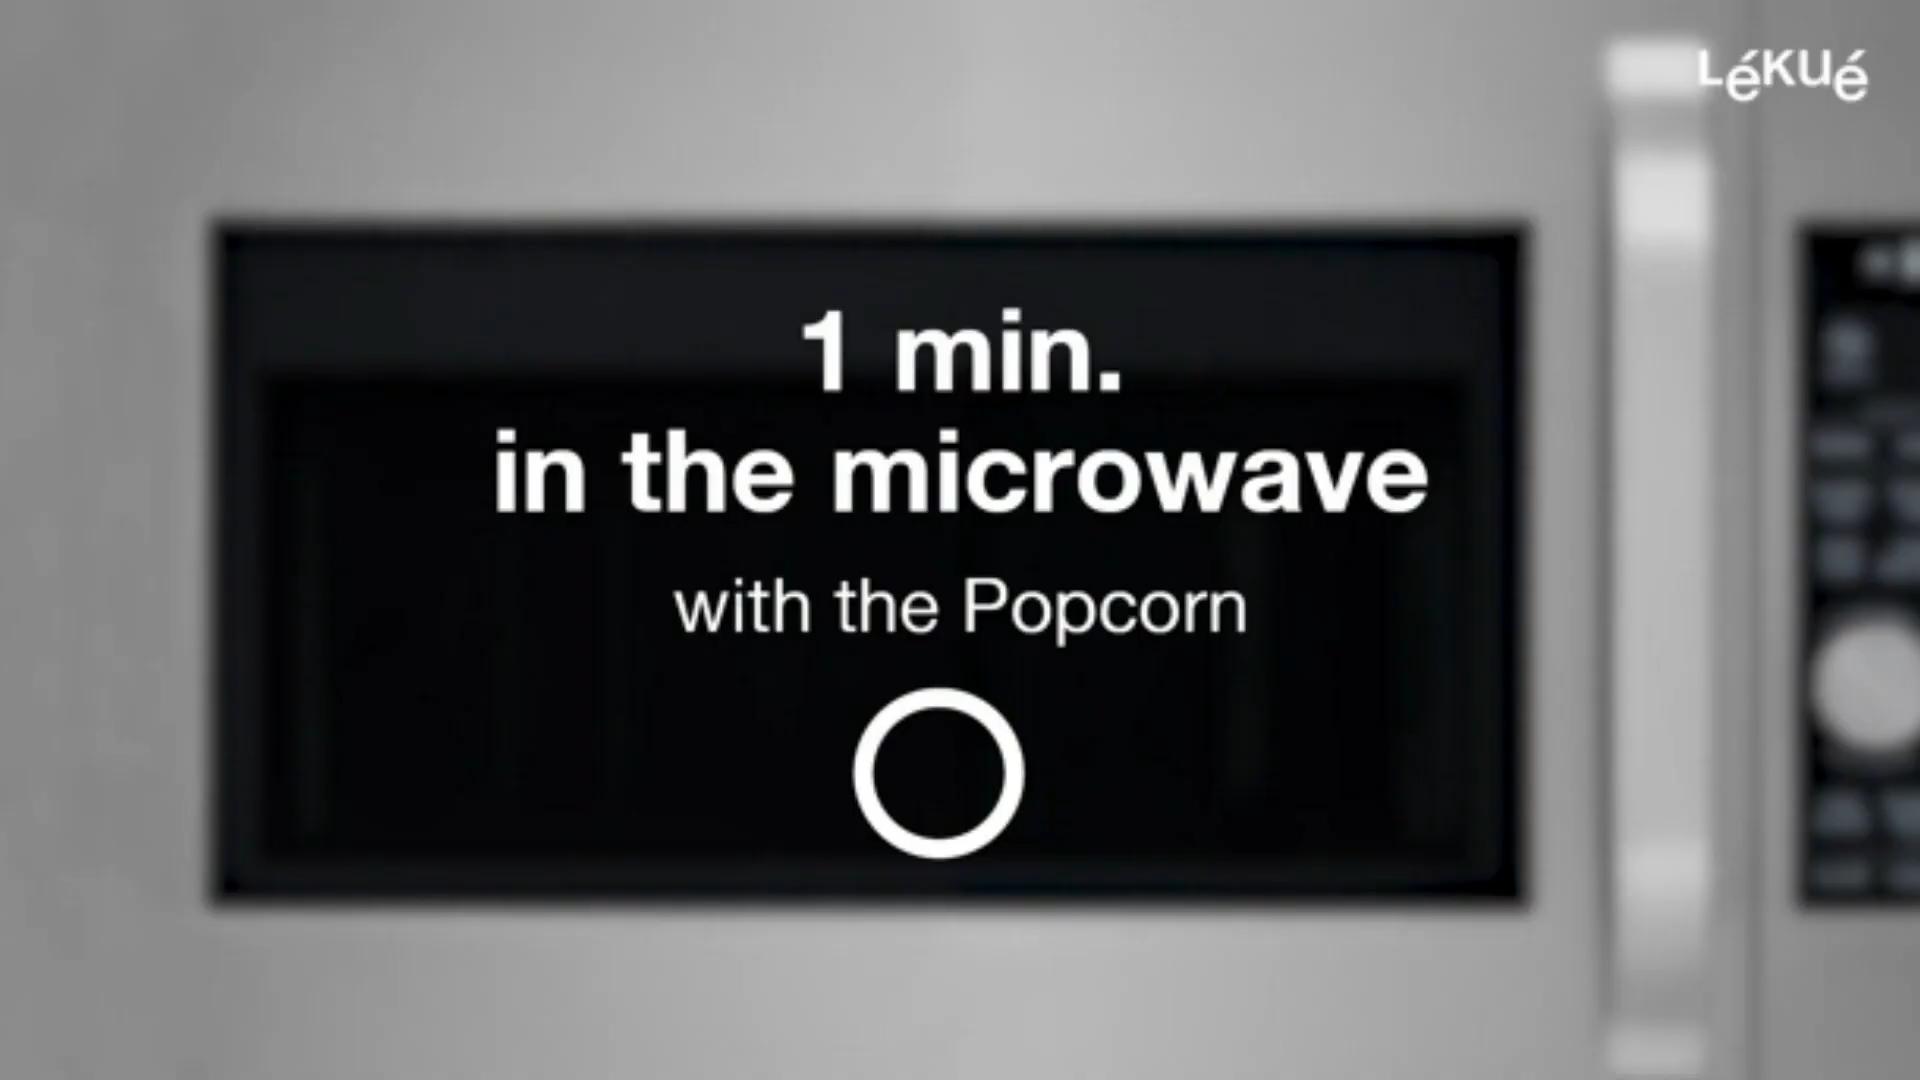 Lékué
1 min.
in the microwave
with the Popcorn